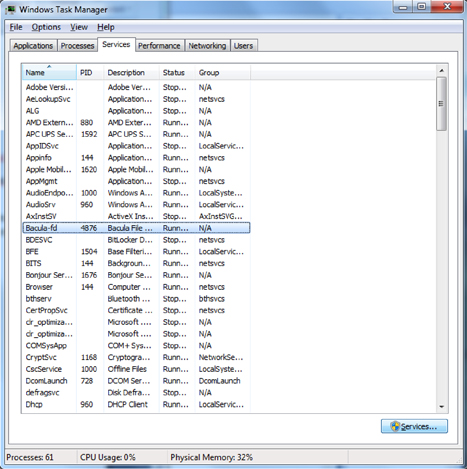 Windows Task Manager
File Options View Help
Applications Processes Services Performance Networking Users
Name PID Description Status Group
Adobe Versi... Adobe Ver... Stop... N/A
AeLookupSvc Application... Stop... netsvcs
ALG Application... Stop... N/A
AMD Extern... 880 AMD Exter... Runn... N/A
APC UPS Se... 1592 APC UPS S... Runn... N/A
AppIDSvc Application... Stop... LocalServic...
Appinfo 144 Application... Runn... netsvcs
Apple Mobil... 1620 Apple Mobil... Runn... N/A
AppMgmt Application... Stop... netsvcs
AudioEndpo... 1000 Windows A... Runn... LocalSyste...
AudioSrv 960 Windows A... Runn... LocalServic...
AxInstSV ActiveX Ins... Stop... AxInstSVG...
Bacula-fd 4876 Bacula File ... Runn... N/A
BDESVC BitLocker D... Stop... netsvcs
BFE 1504 Base Filteri... Runn... LocalServic...
BITS 144 Backgroun... Runn... netsvcs
Bonjour Ser... 1676 Bonjour Se... Runn... N/A
Browser 144 Computer ... Runn... netsvcs
bthserv Bluetooth ... Stop... bthsvcs
CertPropSvc Certificate ... Stop... netsvcs
clr_optimiza... Microsoft .... Stop... N/A
clr_optimiza... Microsoft .... Stop... N/A
COMSysApp COM+ Sys... Stop... N/A
CryptSvc 1168 Cryptogra... Runn... NetworkSe...
CscService 1000 Offline Files Runn... LocalSyste...
DcomLaunch 728 DCOM Ser... Runn... DcomLaunch
defragsvc Disk Defra... Stop... defragsvc
Dhcp 960 DHCP Client Runn... LocalServic...
Services...
Processes: 61 CPU Usage: 0% Physical Memory: 32%